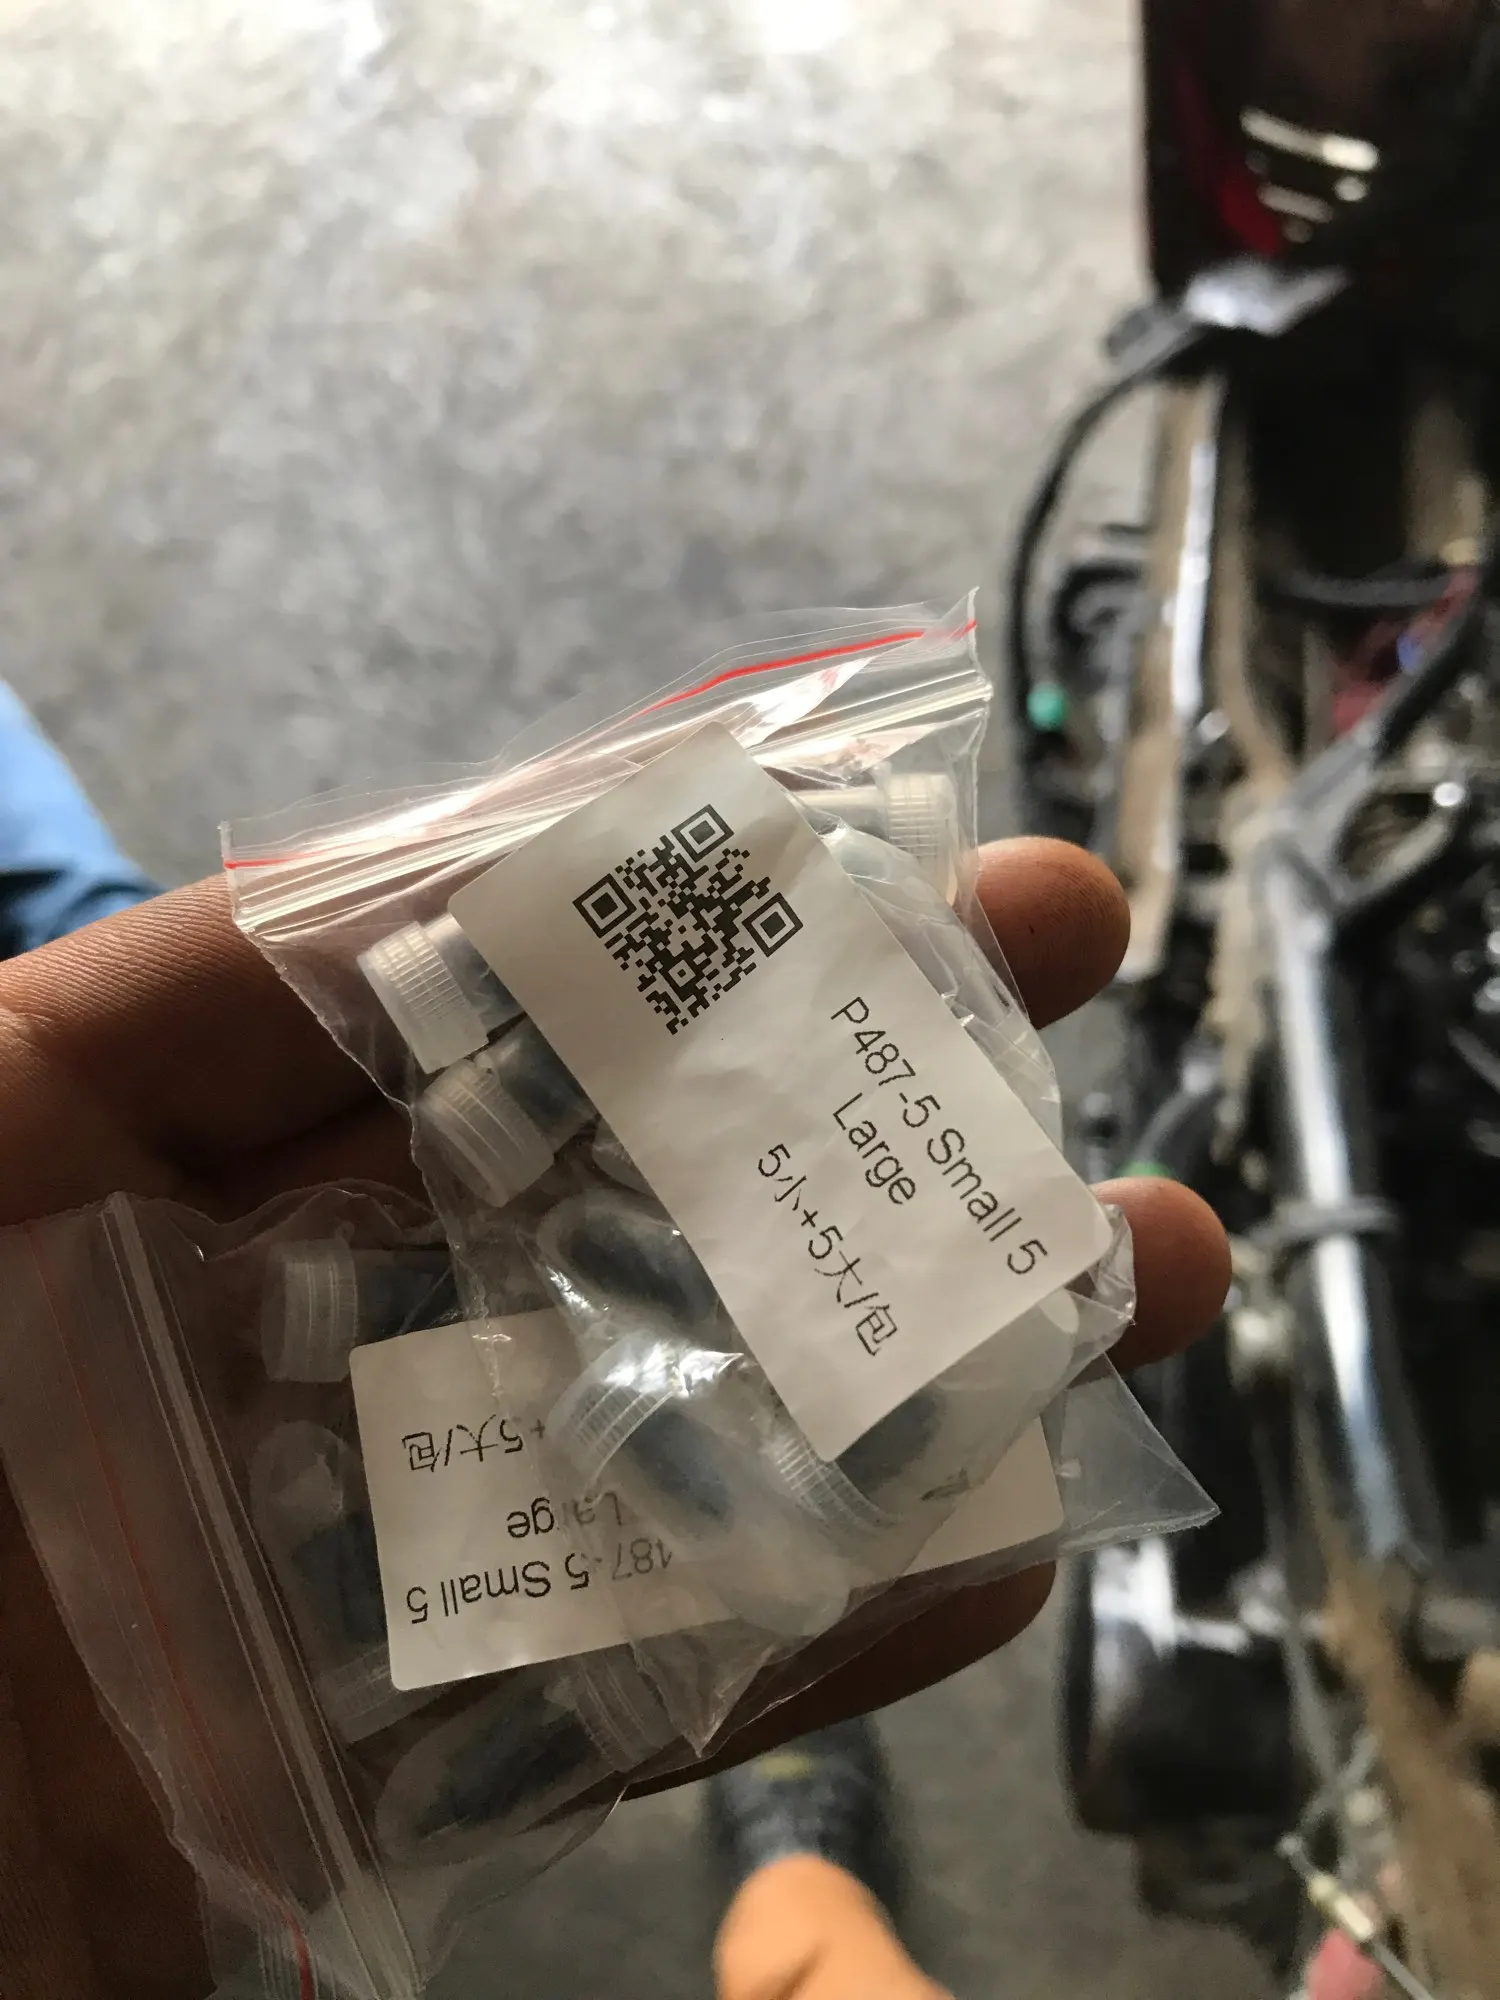 P487-5 Small 5
Large
5小+5大/包
487-5 Small 5
Large
+5大/包